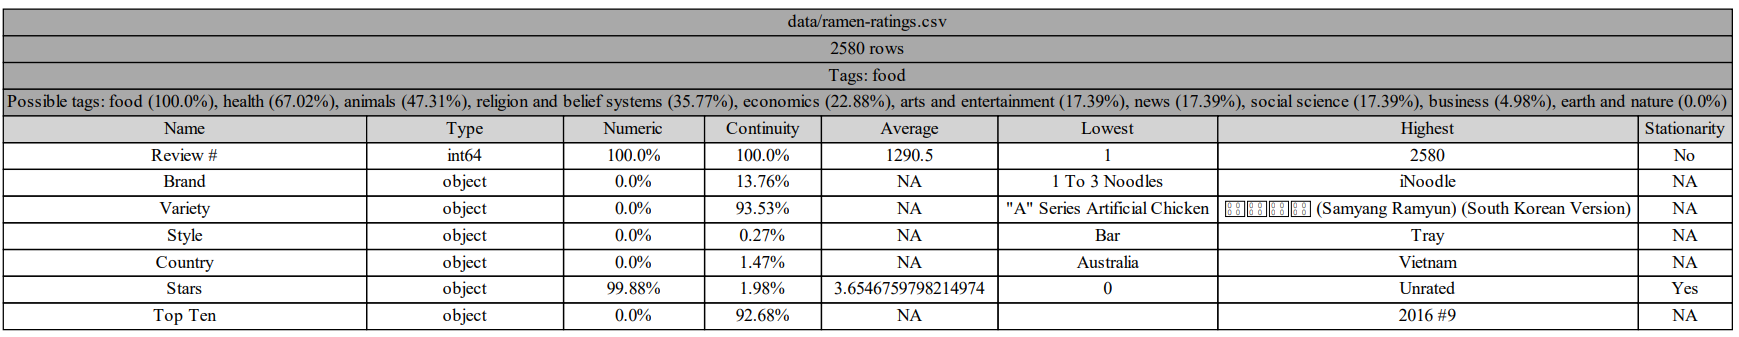 data/ramen-ratings.csv
2580 rows
Tags: food
Possible tags: food (100.0%), health (67.02%), animals (47.31%), religion and belief systems (35.77%), economics (22.88%), arts and entertainment (17.39%), news (17.39%), social science (17.39%), business (4.98%), earth and nature (0.0%)
Name Type Numeric Continuity Average Lowest Highest Stationarity
Review # int64 100.0% 100.0% 1290.5 1 2580 No
Brand object 0.0% 13.76% NA 1 To 3 Noodles iNoodle NA
Variety object 0.0% 93.53% NA "A" Series Artificial Chicken (Samyang Ramyun) (South Korean Version) NA
Style object 0.0% 0.27% NA Bar Tray NA
Country object 0.0% 1.47% NA Australia Vietnam NA
Stars object 99.88% 1.98% 3.6546759798214974 0 Unrated Yes
Top Ten object 0.0% 92.68% NA 2016 #9 NA